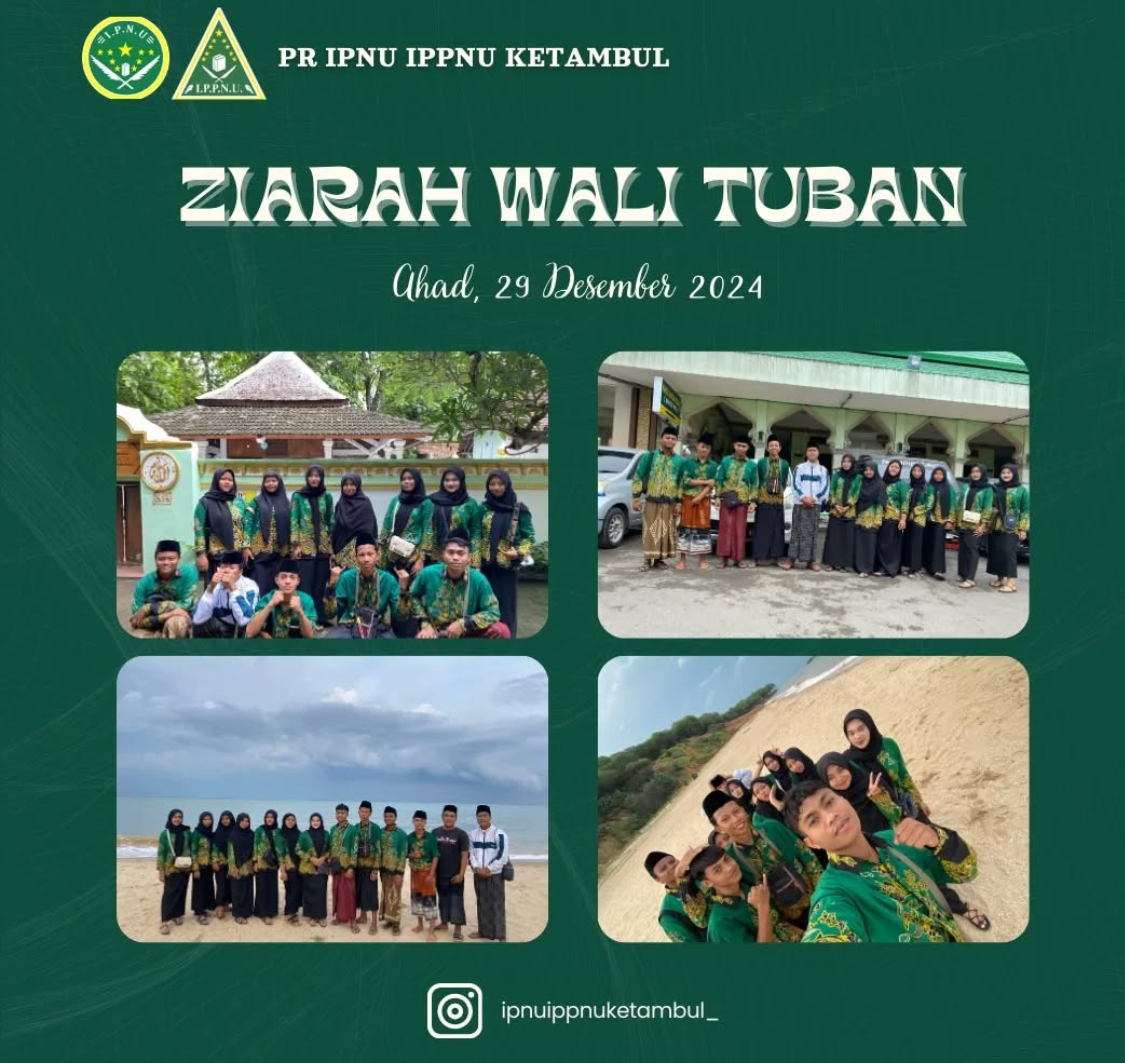 I.P.N.U
I.P.P.N.U.
PR IPNU IPPNU KETAMBUL
ZIARAH WALI TUBAN
Ahad, 29 Desember 2024
ipnuippnuketambul_